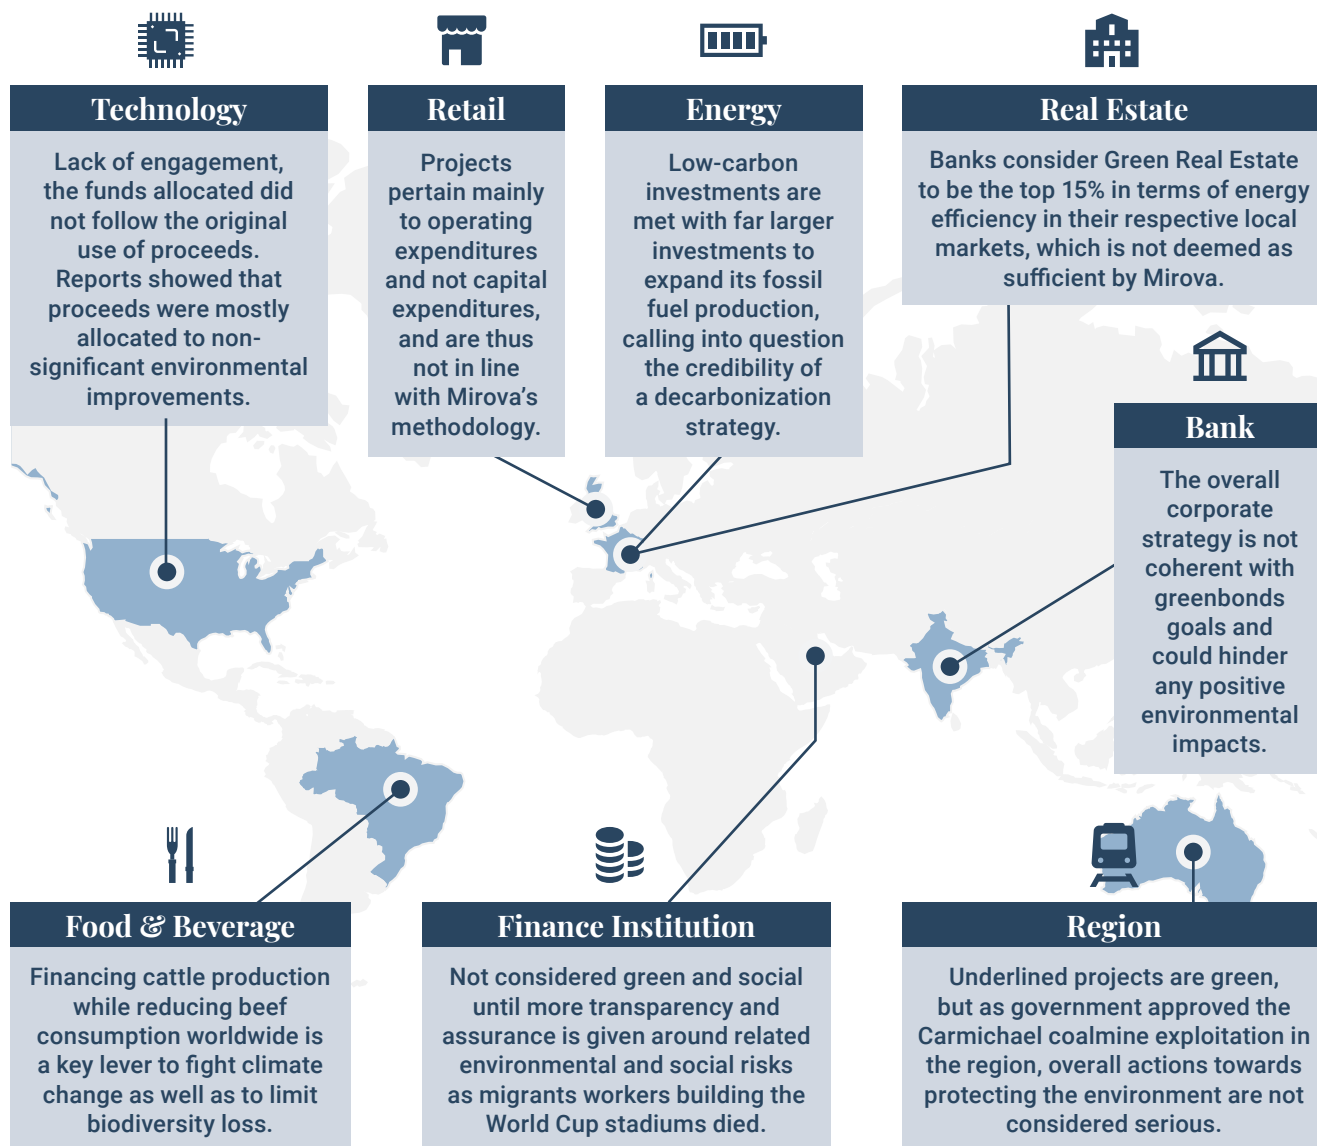 Technology
Lack of engagement,
the funds allocated did
not follow the original
use of proceeds.
Reports showed that
proceeds were mostly
allocated to non-
significant environmental
improvements.
Retail
Projects
pertain mainly
to operating
expenditures
and not capital
expenditures,
and are thus
not in line
with Mirova’s
methodology.
Energy
Low-carbon
investments are
met with far larger
investments to
expand its fossil
fuel production,
calling into question
the credibility of
a decarbonization
strategy.
Real Estate
Banks consider Green Real Estate
to be the top 15% in terms of energy
efficiency in their respective local
markets, which is not deemed as
sufficient by Mirova.
Bank
The overall
corporate
strategy is not
coherent with
greenbonds
goals and
could hinder
any positive
environmental
impacts.
Food & Beverage
Financing cattle production
while reducing beef
consumption worldwide is
a key lever to fight climate
change as well as to limit
biodiversity loss.
Finance Institution
Not considered green and social
until more transparency and
assurance is given around related
environmental and social risks
as migrants workers building the
World Cup stadiums died.
Region
Underlined projects are green,
but as government approved the
Carmichael coalmine exploitation in
the region, overall actions towards
protecting the environment are not
considered serious.